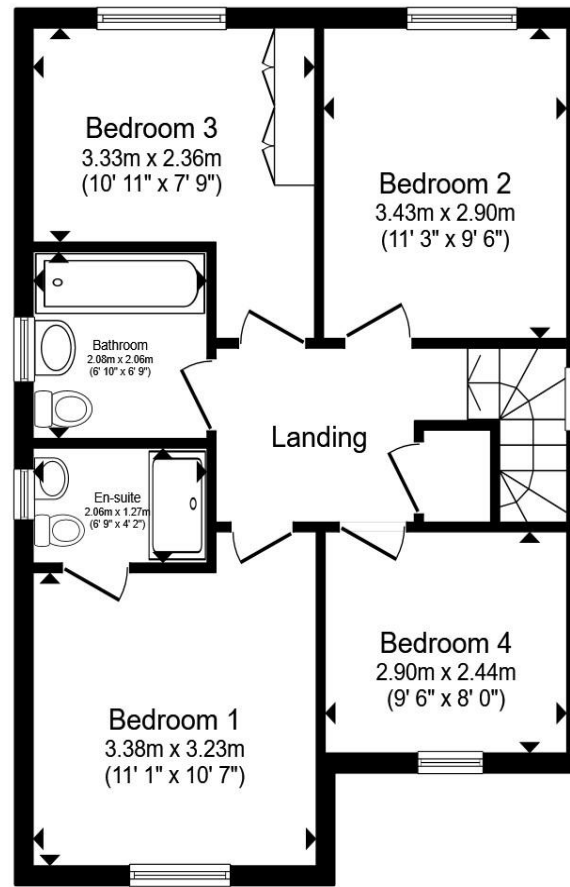 Bedroom 3
3.33m x 2.36m
(10' 11" x 7' 9")
Bedroom 2
3.43m x 2.90m
(11' 3" x 9' 6")
Bathroom
2.08m x 2.06m
(6' 10" x 6' 9")
Landing
En-suite
2.06m x 1.27m
(6' 9" x 4' 2")
Bedroom 4
2.90m x 2.44m
(9' 6" x 8' 0")
Bedroom 1
3.38m x 3.23m
(11' 1" x 10' 7")